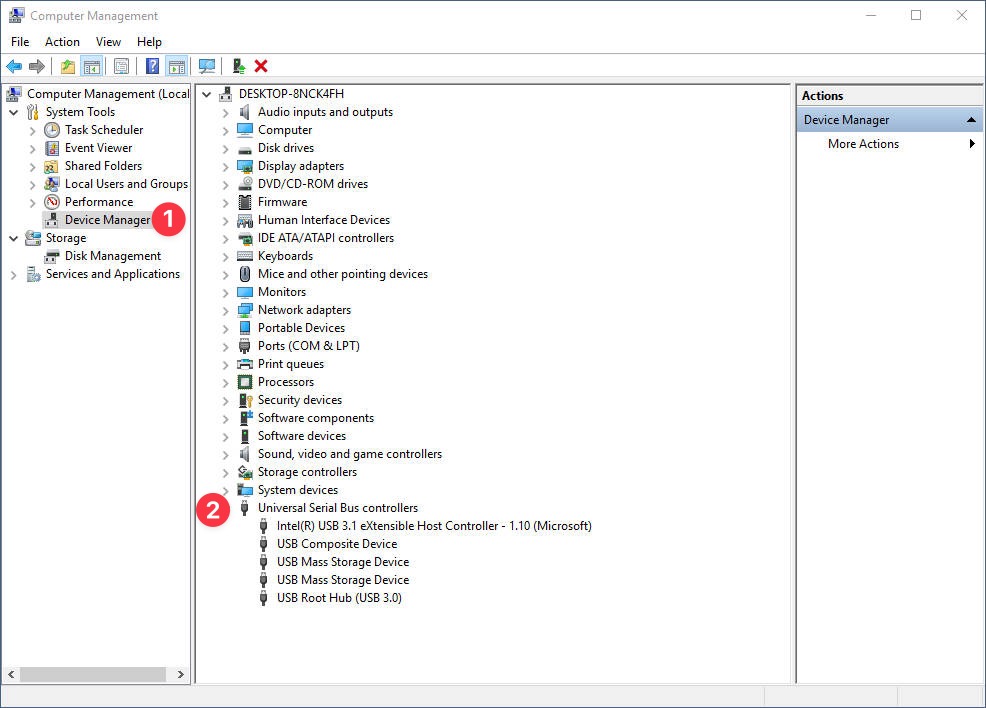 Computer Management
File Action View Help
Computer Management (Local
System Tools
Task Scheduler
Event Viewer
Shared Folders
Local Users and Groups
Performance
Device Manager
1
Storage
Disk Management
Services and Applications
DESKTOP-8NCK4FH
Audio inputs and outputs
Computer
Disk drives
Display adapters
DVD/CD-ROM drives
Firmware
Human Interface Devices
IDE ATA/ATAPI controllers
Keyboards
Mice and other pointing devices
Monitors
Network adapters
Portable Devices
Ports (COM & LPT)
Print queues
Processors
Security devices
Software components
Software devices
Sound, video and game controllers
Storage controllers
System devices
2
Universal Serial Bus controllers
Intel(R) USB 3.1 eXtensible Host Controller - 1.10 (Microsoft)
USB Composite Device
USB Mass Storage Device
USB Mass Storage Device
USB Root Hub (USB 3.0)
Actions
Device Manager
More Actions